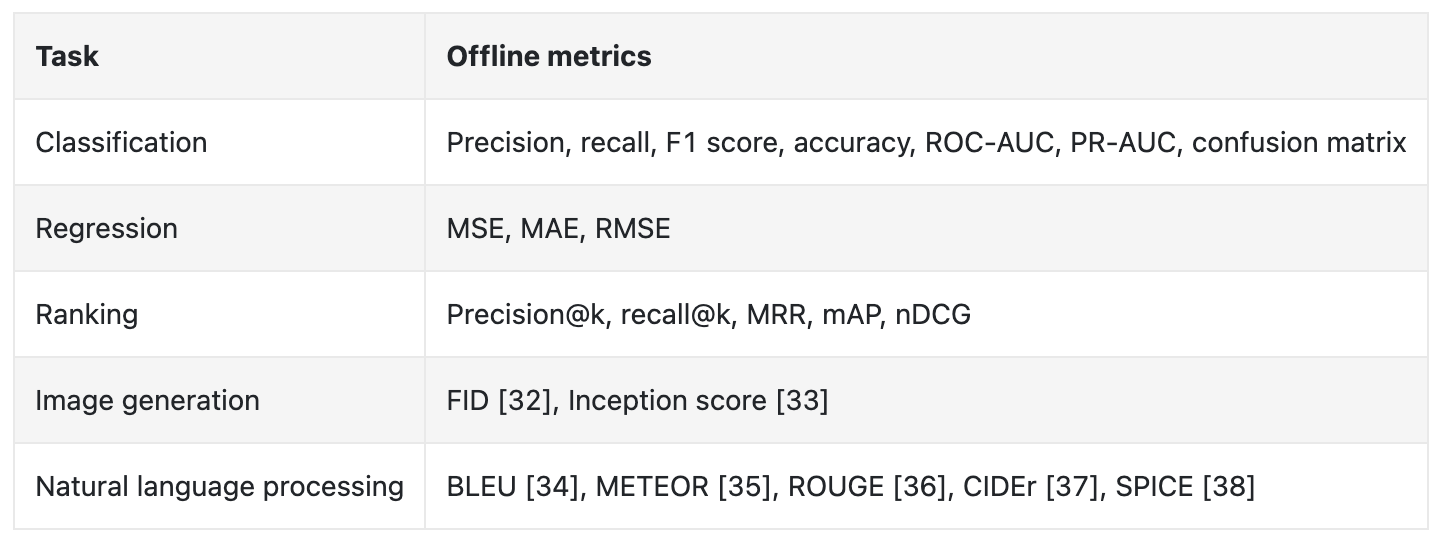 Task Offline metrics
Classification Precision, recall, F1 score, accuracy, ROC-AUC, PR-AUC, confusion matrix
Regression MSE, MAE, RMSE
Ranking Precision@k, recall@k, MRR, mAP, nDCG
Image generation FID [32], Inception score [33]
Natural language processing BLEU [34], METEOR [35], ROUGE [36], CIDEr [37], SPICE [38]